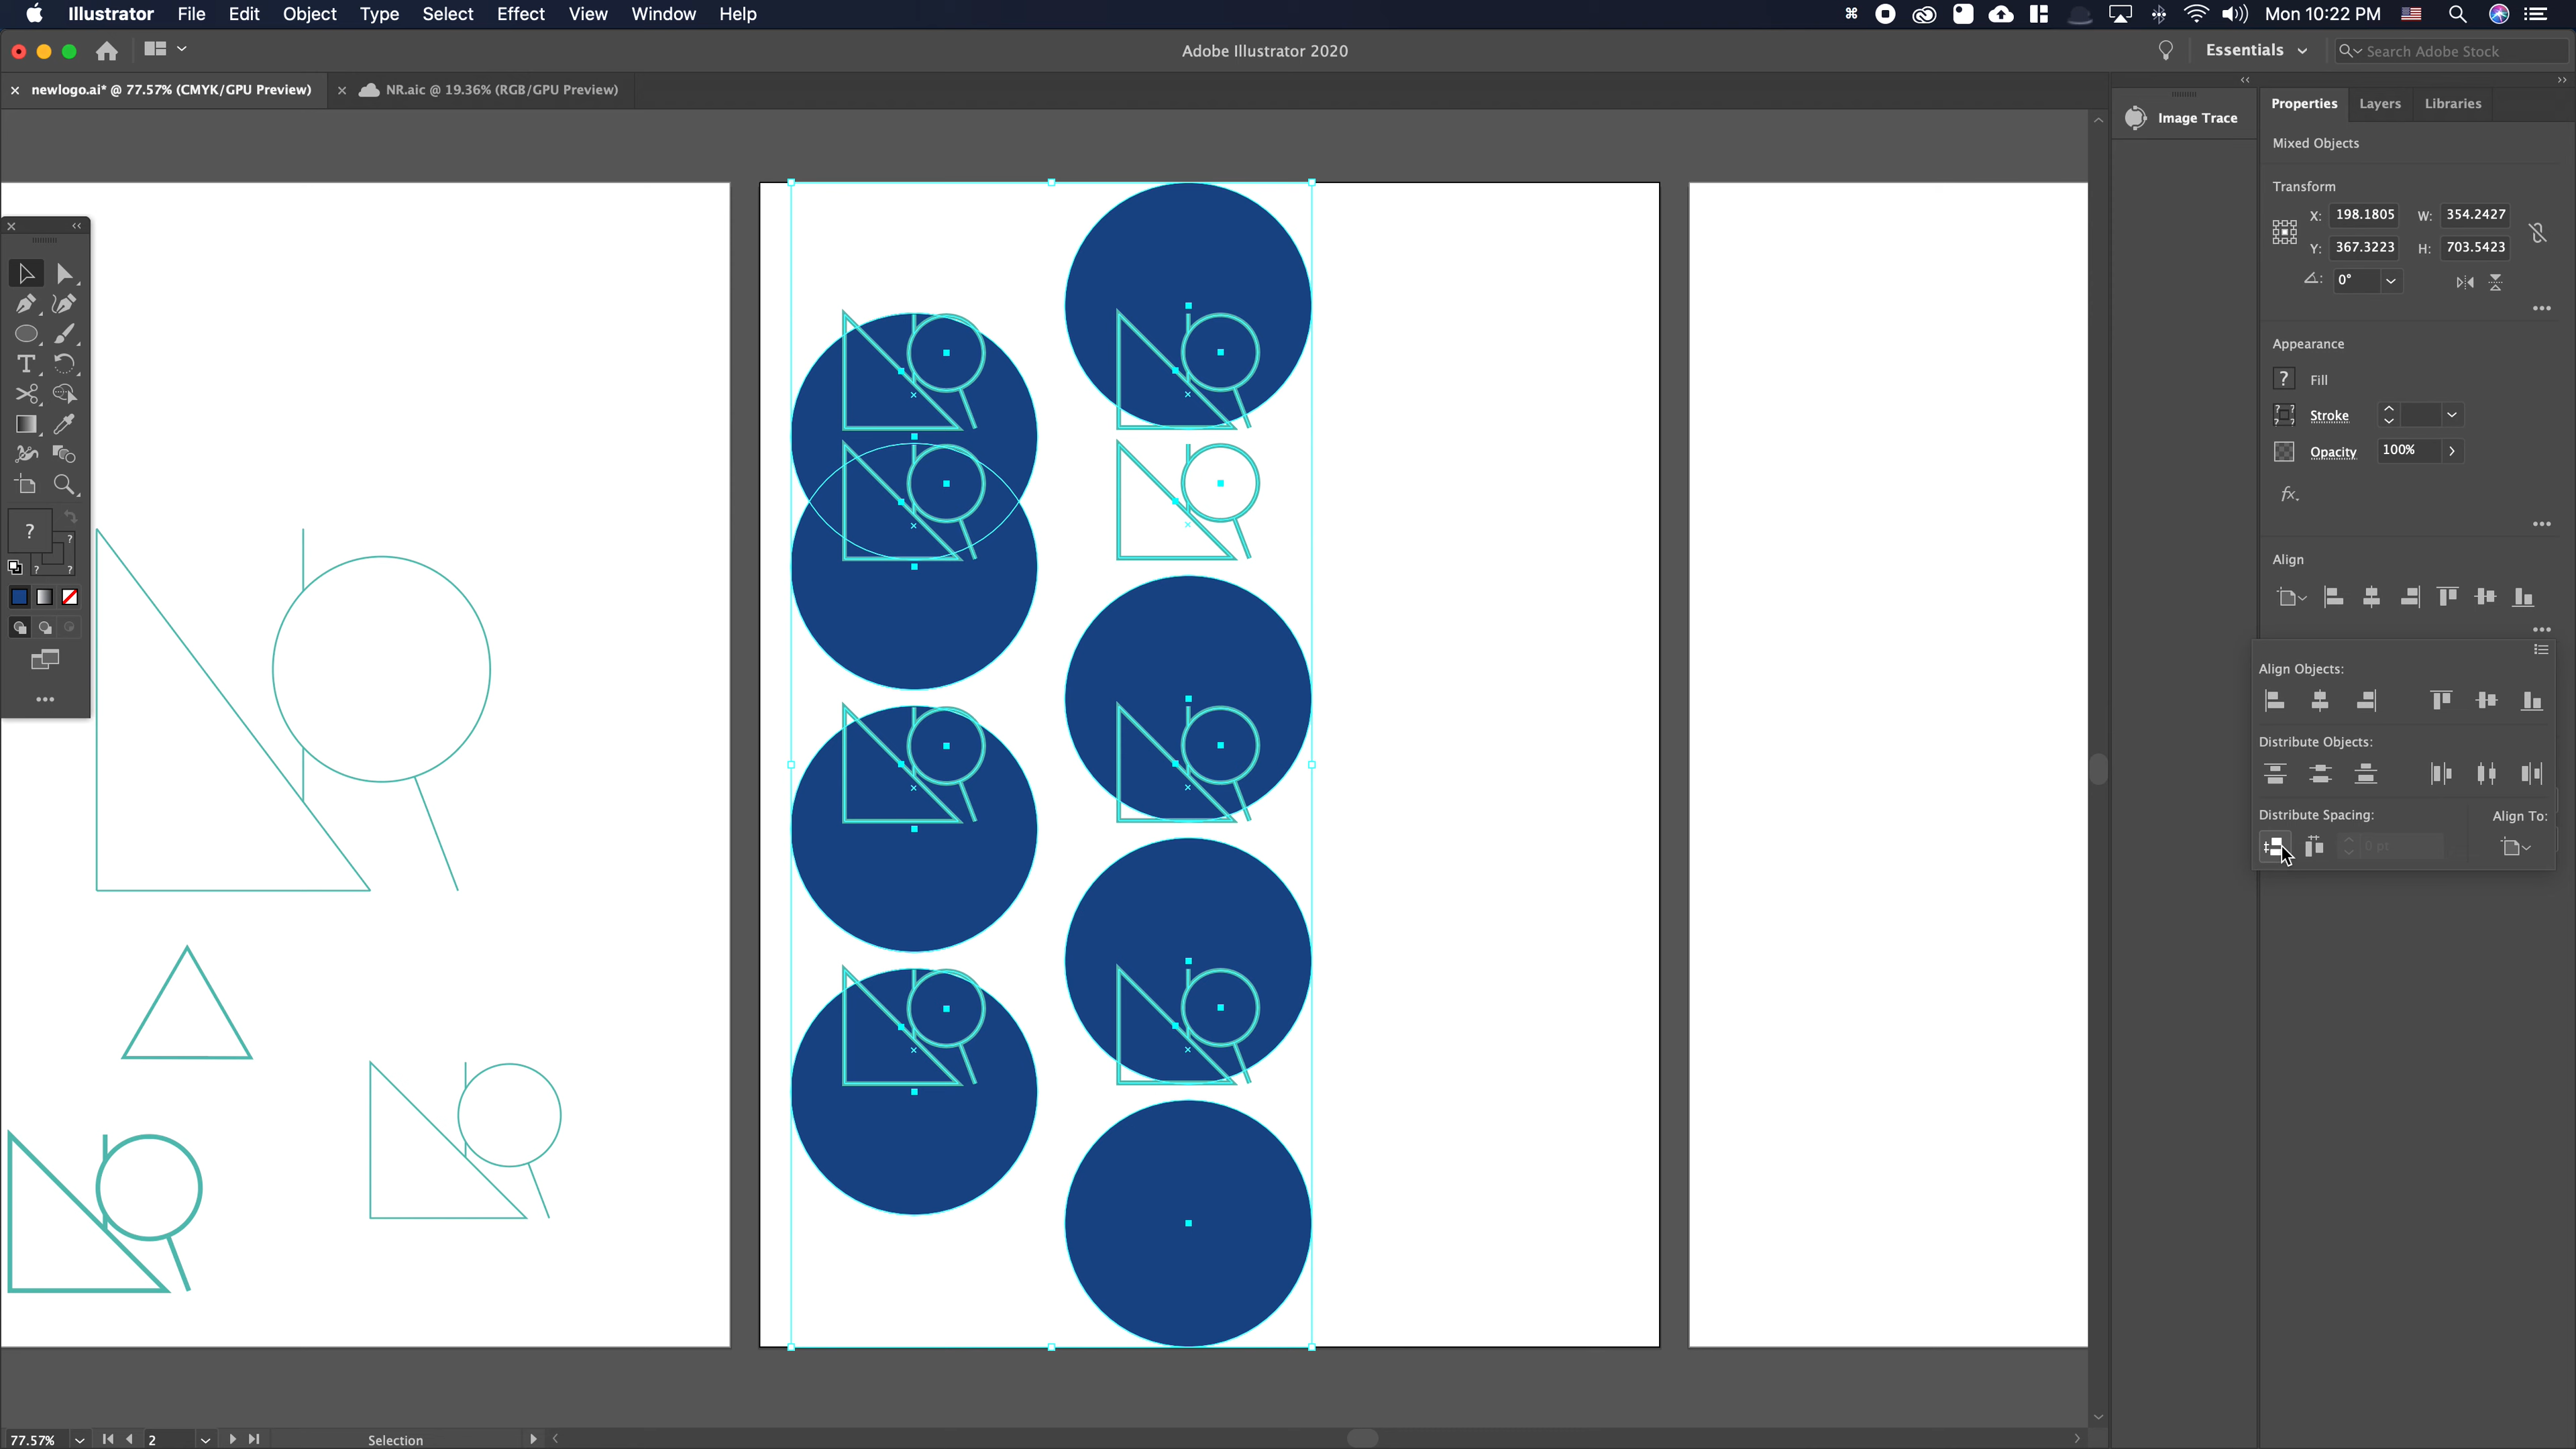 Illustrator File Edit Object Type Select Effect View Window Help Mon 10:22 PM
Adobe Illustrator 2020 Essentials Search Adobe Stock
newlogo.ai* @ 77.57% (CMYK/GPU Preview) NR.aic @ 19.36% (RGB/GPU Preview)
Image Trace
Properties Layers Libraries
Mixed Objects
Transform
X: 198.1805 W: 354.2427
Y: 367.3223 H: 703.5423
0°
Appearance
? Fill
Stroke
Opacity 100%
fx.
Align
Align Objects:
Distribute Objects:
Distribute Spacing: Align To:
0 pt
77.57% 2 Selection